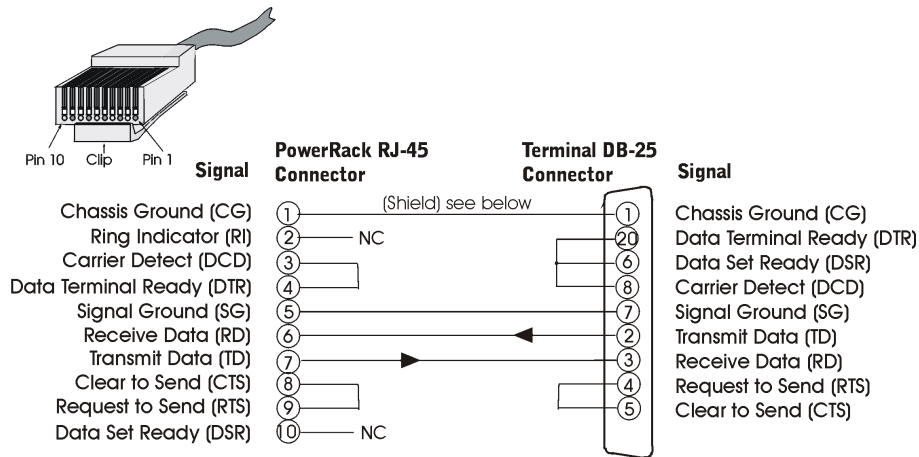 Pin 10 Clip Pin 1
Signal PowerRack RJ-45 Connector Terminal DB-25 Connector Signal
Chassis Ground (CG) 1 (Shield) see below 1 Chassis Ground (CG)
Ring Indicator (RI) 2 NC 20 Data Terminal Ready (DTR)
Carrier Detect (DCD) 3 6 Data Set Ready (DSR)
Data Terminal Ready (DTR) 4 8 Carrier Detect (DCD)
Signal Ground (SG) 5 7 Signal Ground (SG)
Receive Data (RD) 6 2 Transmit Data (TD)
Transmit Data (TD) 7 3 Receive Data (RD)
Clear to Send (CTS) 8 4 Request to Send (RTS)
Request to Send (RTS) 9 5 Clear to Send (CTS)
Data Set Ready (DSR) 10 NC